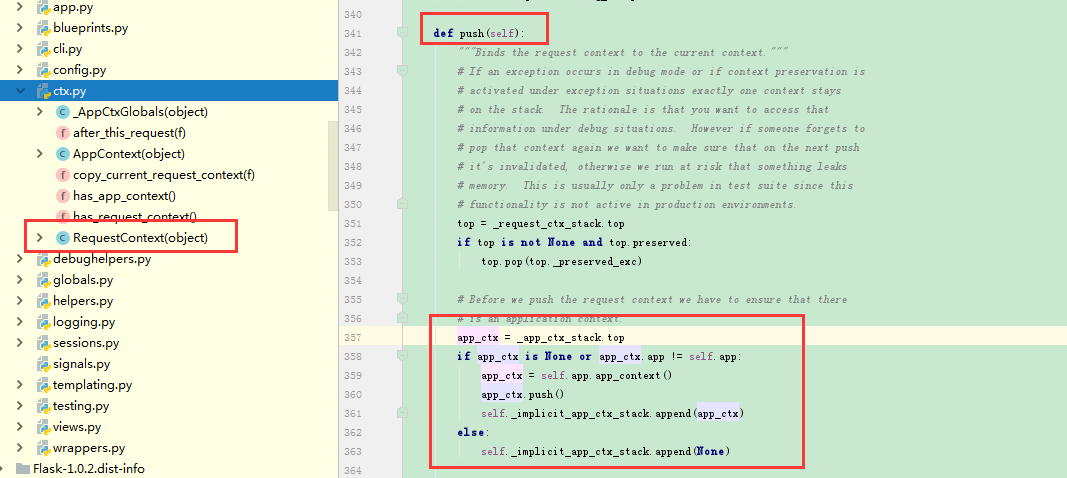 app.py
blueprints.py
cli.py
config.py
ctx.py
_AppCtxGlobals(object)
after_this_request(f)
AppContext(object)
copy_current_request_context(f)
has_app_context()
has_request_context()
RequestContext(object)
debughelpers.py
globals.py
helpers.py
logging.py
sessions.py
signals.py
templating.py
testing.py
views.py
wrappers.py
Flask-1.0.2.dist-info
340
341 def push(self):
342 """Binds the request context to the current context."""
343 # If an exception occurs in debug mode or if context preservation is
344 # activated under exception situations exactly one context stays
345 # on the stack.  The rationale is that you want to access that
346 # information under debug situations.  However if someone forgets to
347 # pop that context again we want to make sure that on the next push
348 # it's invalidated, otherwise we run at risk that something leaks
349 # memory.  This is usually only a problem in test suite since this
350 # functionality is not active in production environments.
351 top = _request_ctx_stack.top
352 if top is not None and top.preserved:
353 top.pop(top._preserved_exc)
354
355 # Before we push the request context we have to ensure that there
356 # is an application context.
357 app_ctx = _app_ctx_stack.top
358 if app_ctx is None or app_ctx.app != self.app:
359 app_ctx = self.app.app_context()
360 app_ctx.push()
361 self._implicit_app_ctx_stack.append(app_ctx)
362 else:
363 self._implicit_app_ctx_stack.append(None)
364